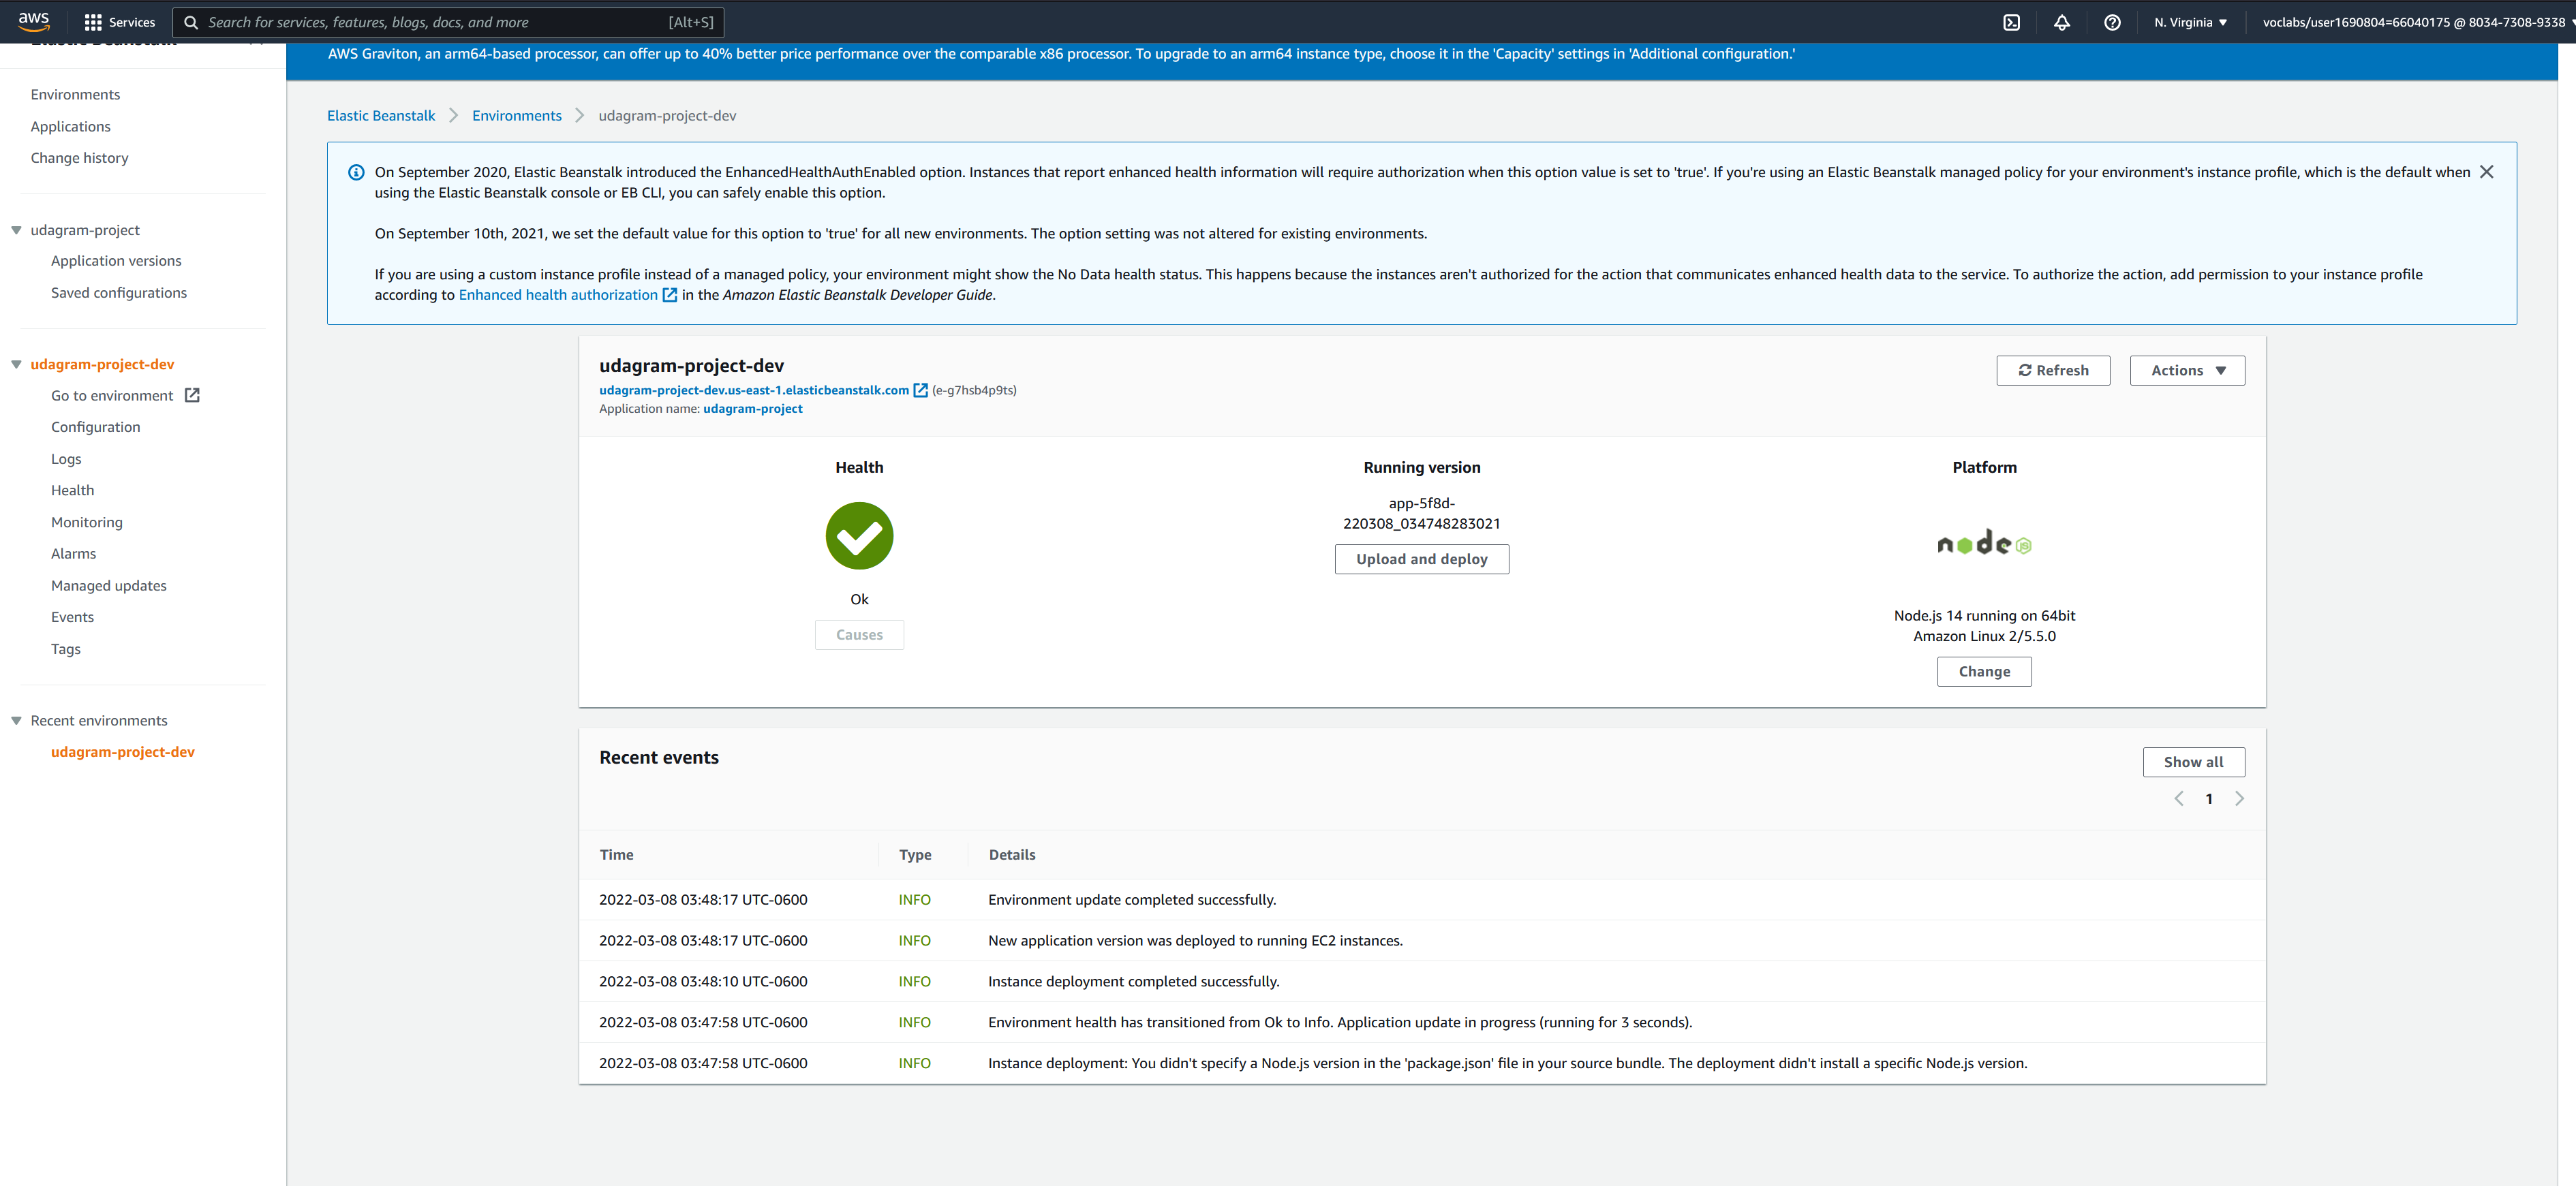 aws
Services
Search for services, features, blogs, docs, and more
[Alt+S]
N. Virginia
voclabs/user1690804=66040175 @ 8034-7308-9338
Elastic Beanstalk
Environments
Applications
Change history
udagram-project
Application versions
Saved configurations
udagram-project-dev
Go to environment
Configuration
Logs
Health
Monitoring
Alarms
Managed updates
Events
Tags
Recent environments
udagram-project-dev
AWS Graviton, an arm64-based processor, can offer up to 40% better price performance over the comparable x86 processor. To upgrade to an arm64 instance type, choose it in the 'Capacity' settings in 'Additional configuration.'
Elastic Beanstalk
Environments
udagram-project-dev
On September 2020, Elastic Beanstalk introduced the EnhancedHealthAuthEnabled option. Instances that report enhanced health information will require authorization when this option value is set to 'true'. If you're using an Elastic Beanstalk managed policy for your environment's instance profile, which is the default when
using the Elastic Beanstalk console or EB CLI, you can safely enable this option.
On September 10th, 2021, we set the default value for this option to 'true' for all new environments. The option setting was not altered for existing environments.
If you are using a custom instance profile instead of a managed policy, your environment might show the No Data health status. This happens because the instances aren't authorized for the action that communicates enhanced health data to the service. To authorize the action, add permission to your instance profile
according to Enhanced health authorization in the Amazon Elastic Beanstalk Developer Guide.
udagram-project-dev
udagram-project-dev.us-east-1.elasticbeanstalk.com (e-g7hsb4p9ts)
Application name: udagram-project
Refresh
Actions
Health
Ok
Causes
Running version
app-5f8d-
220308_034748283021
Upload and deploy
Platform
node JS
Node.js 14 running on 64bit
Amazon Linux 2/5.5.0
Change
Recent events
Show all
1
Time Type Details
2022-03-08 03:48:17 UTC-0600 INFO Environment update completed successfully.
2022-03-08 03:48:17 UTC-0600 INFO New application version was deployed to running EC2 instances.
2022-03-08 03:48:10 UTC-0600 INFO Instance deployment completed successfully.
2022-03-08 03:47:58 UTC-0600 INFO Environment health has transitioned from Ok to Info. Application update in progress (running for 3 seconds).
2022-03-08 03:47:58 UTC-0600 INFO Instance deployment: You didn't specify a Node.js version in the 'package.json' file in your source bundle. The deployment didn't install a specific Node.js version.